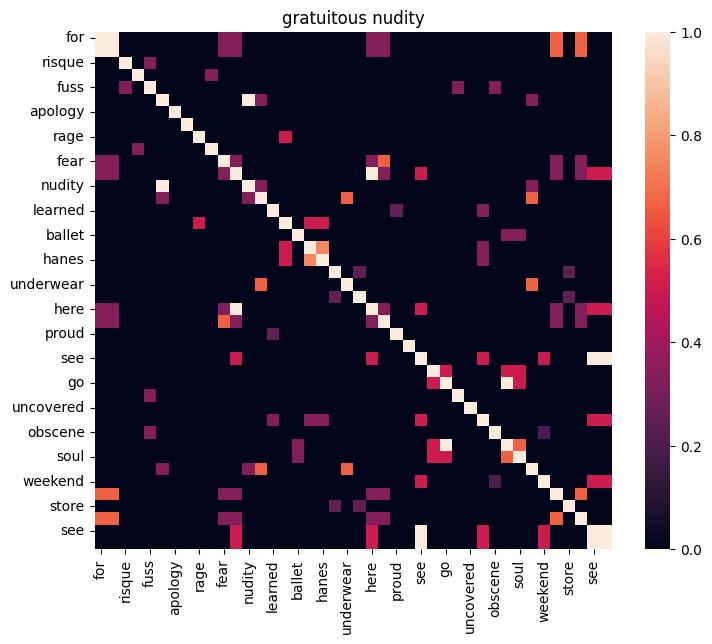 gratuitous nudity
for
risque
fuss
apology
rage
fear
nudity
learned
ballet
hanes
underwear
here
proud
see
go
uncovered
obscene
soul
weekend
store
see
1.0
0.8
0.6
0.4
0.2
0.0
for
risque
fuss
apology
rage
fear
nudity
learned
ballet
hanes
underwear
here
proud
see
go
uncovered
obscene
soul
weekend
store
see